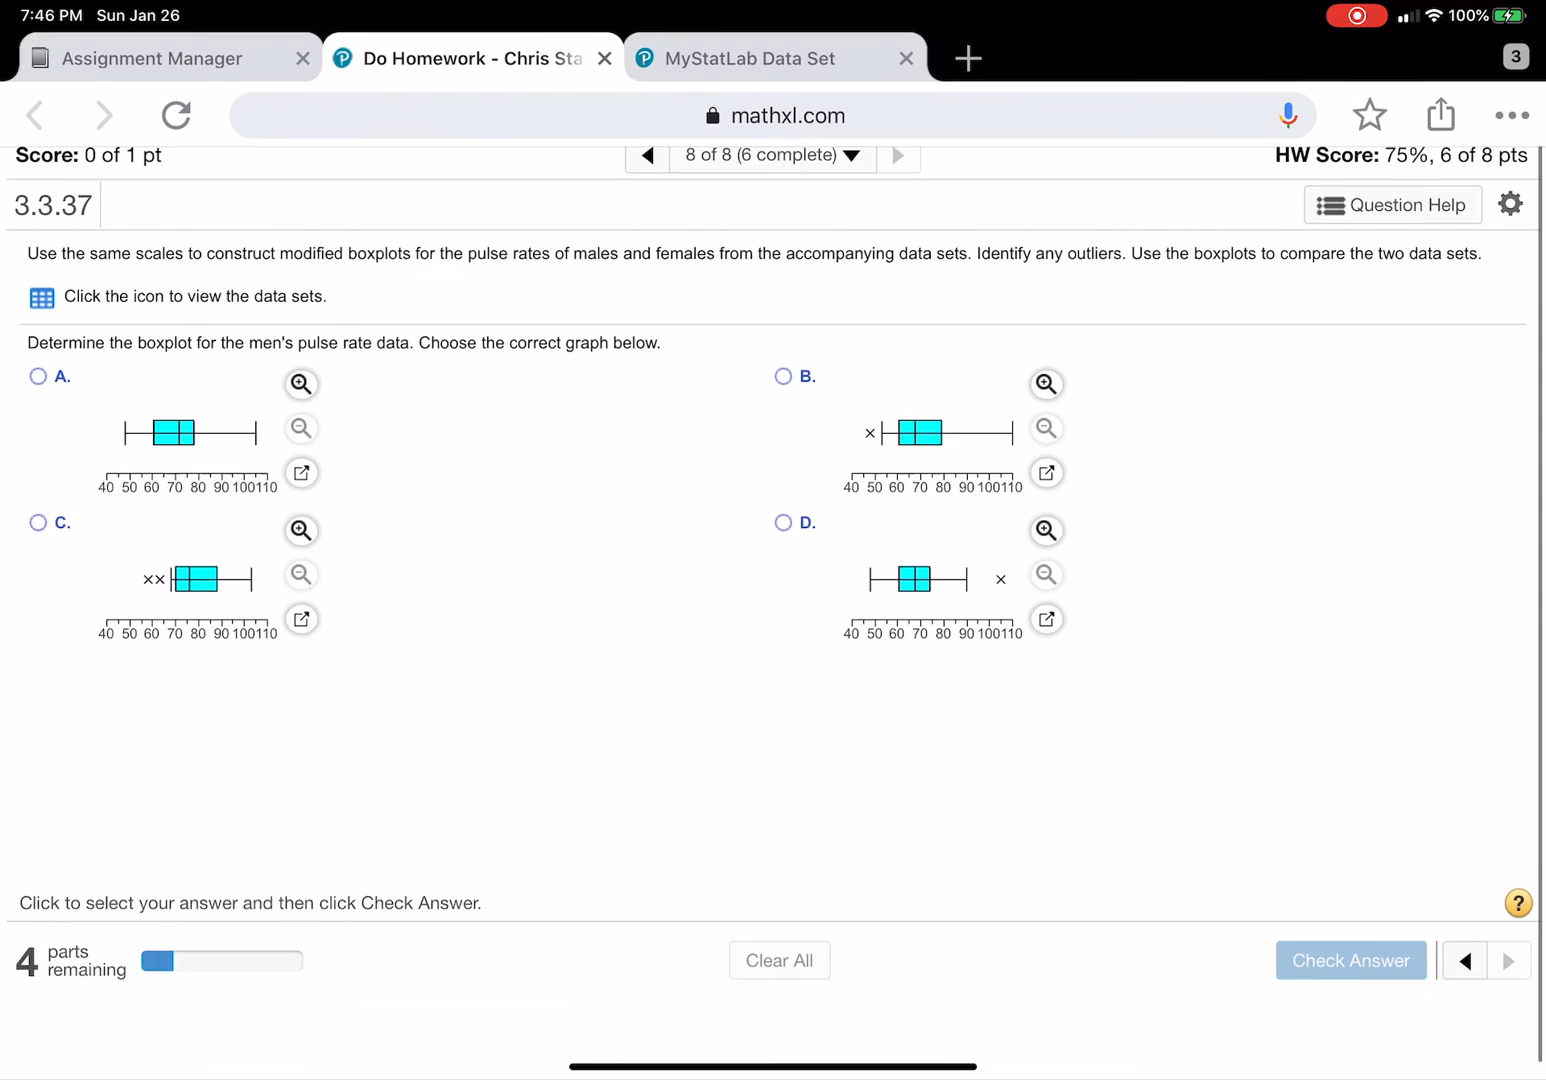 7:46 PM Sun Jan 26
100%
Assignment Manager
Do Homework - Chris Sta
MyStatLab Data Set
3
mathxl.com
Score: 0 of 1 pt
8 of 8 (6 complete)
HW Score: 75%, 6 of 8 pts
3.3.37
Question Help
Use the same scales to construct modified boxplots for the pulse rates of males and females from the accompanying data sets. Identify any outliers. Use the boxplots to compare the two data sets.
Click the icon to view the data sets.
Determine the boxplot for the men's pulse rate data. Choose the correct graph below.
A.
40 50 60 70 80 90 100110
B.
40 50 60 70 80 90 100110
C.
40 50 60 70 80 90 100110
D.
40 50 60 70 80 90 100110
Click to select your answer and then click Check Answer.
?
4 parts
remaining
Clear All
Check Answer